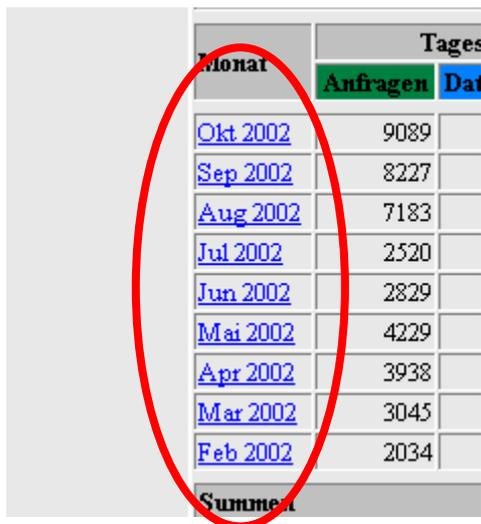 Monat Tages
Anfragen Dat
Okt 2002 9089
Sep 2002 8227
Aug 2002 7183
Jul 2002 2520
Jun 2002 2829
Mai 2002 4229
Apr 2002 3938
Mar 2002 3045
Feb 2002 2034
Summen